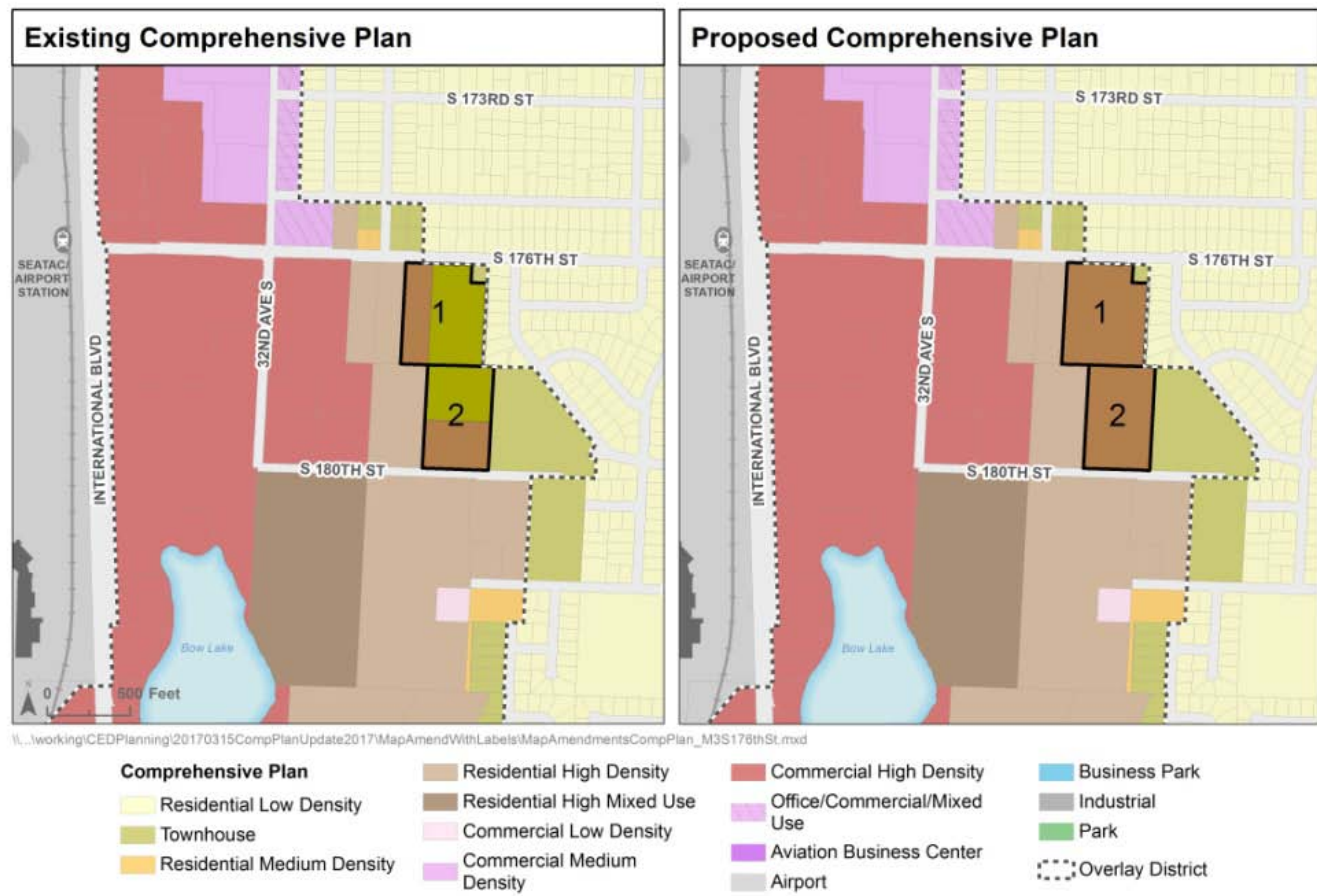 Existing Comprehensive Plan
Proposed Comprehensive Plan
S 173RD ST
SEATAC/
AIRPORT
STATION
S 176TH ST
INTERNATIONAL BLVD
32ND AVE S
1
2
S 180TH ST
Bow Lake
N
0 500 Feet
S 173RD ST
SEATAC/
AIRPORT
STATION
S 176TH ST
INTERNATIONAL BLVD
32ND AVE S
1
2
S 180TH ST
Bow Lake
\\...\working\CEDPlanning\20170315CompPlanUpdate2017\MapAmendWithLabels\MapAmendmentsCompPlan_M3S176thSt.mxd
Comprehensive Plan
Residential Low Density
Townhouse
Residential Medium Density
Residential High Density
Residential High Mixed Use
Commercial Low Density
Commercial Medium
Density
Commercial High Density
Office/Commercial/Mixed
Use
Aviation Business Center
Airport
Business Park
Industrial
Park
Overlay District